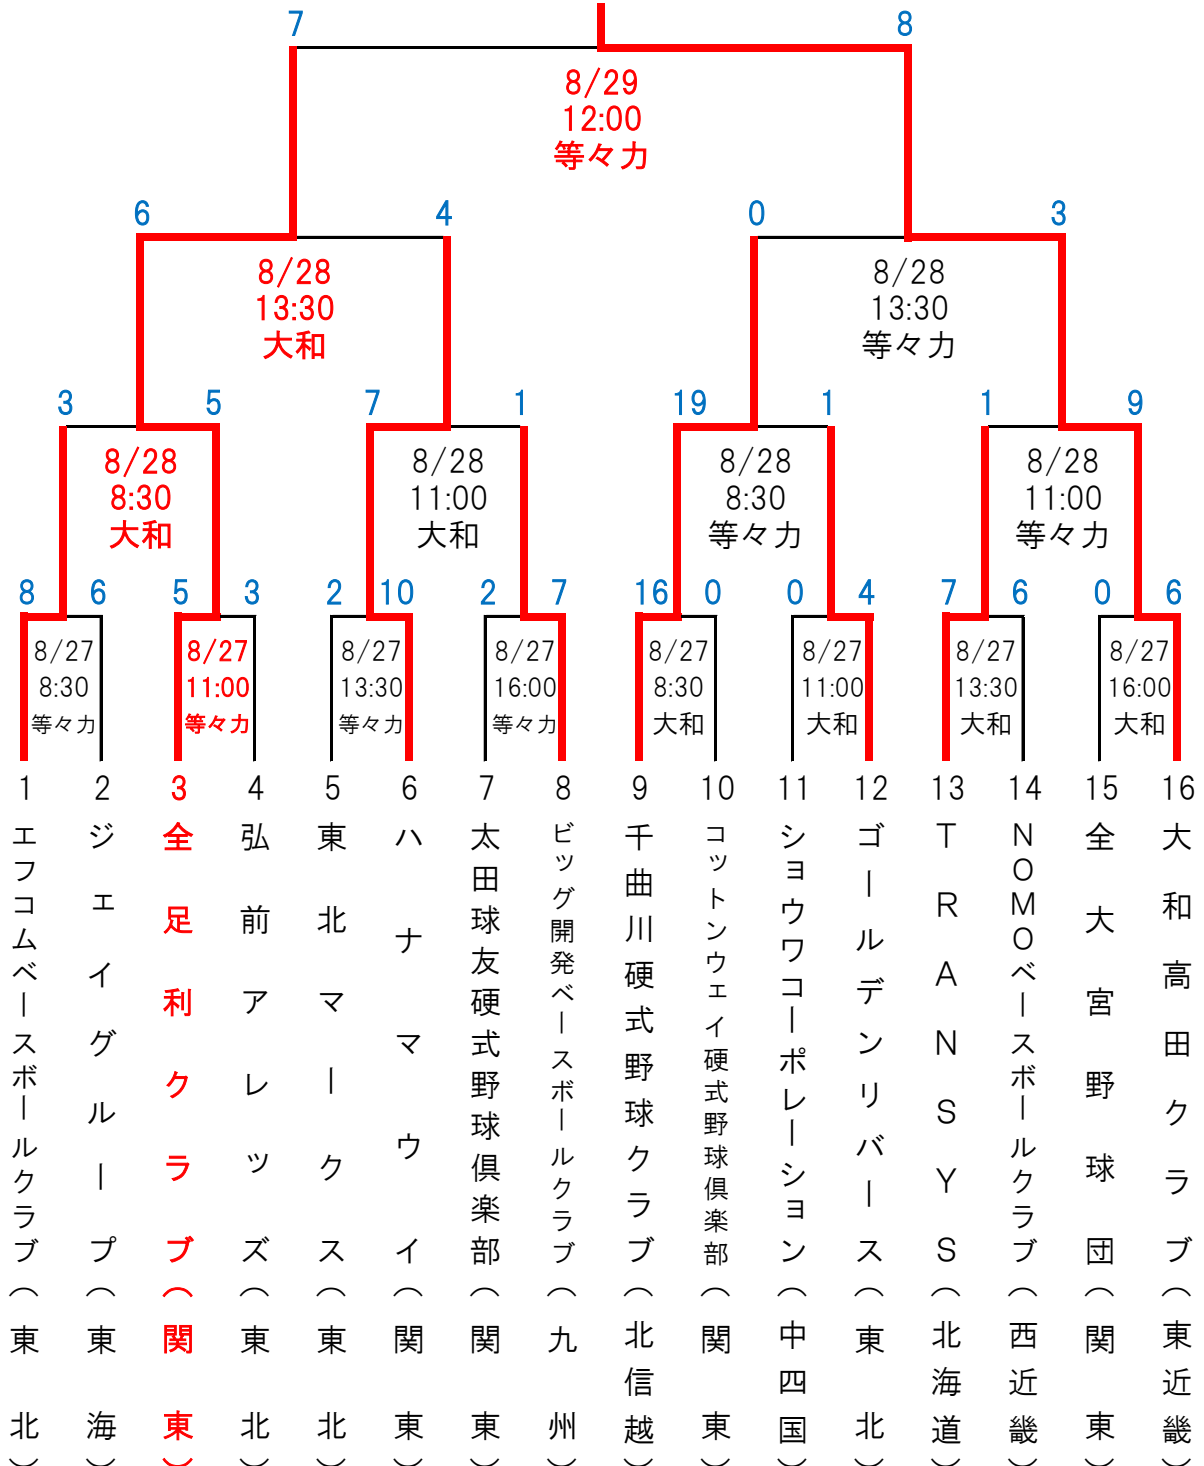 7
8
8/29
12:00
等々力
6
4
0
3
8/28
13:30
大和
8/28
13:30
等々力
3
5
7
1
19
1
1
9
8/28
8:30
大和
8/28
11:00
大和
8/28
8:30
等々力
8/28
11:00
等々力
8
6
5
3
2
10
2
7
16
0
0
4
7
6
0
6
8/27
8:30
等々力
8/27
11:00
等々力
8/27
13:30
等々力
8/27
16:00
等々力
8/27
8:30
大和
8/27
11:00
大和
8/27
13:30
大和
8/27
16:00
大和
1
エフコムベースボールクラブ(東北)
2
ジェイグループ(東海)
3
全足利クラブ(関東)
4
弘前アレッズ(東北)
5
東北マークス(東北)
6
ハナマウイ(関東)
7
太田球友硬式野球倶楽部(関東)
8
ビッグ開発ベースボールクラブ(九州)
9
千曲川硬式野球クラブ(北信越)
10
コットンウェイ硬式野球倶楽部(関東)
11
ショウワコーポレーション(中四国)
12
ゴールデンリバース(東北)
13
TRANSYS(北海道)
14
NOMOベースボールクラブ(西近畿)
15
全大宮野球団(関東)
16
大和高田クラブ(東近畿)